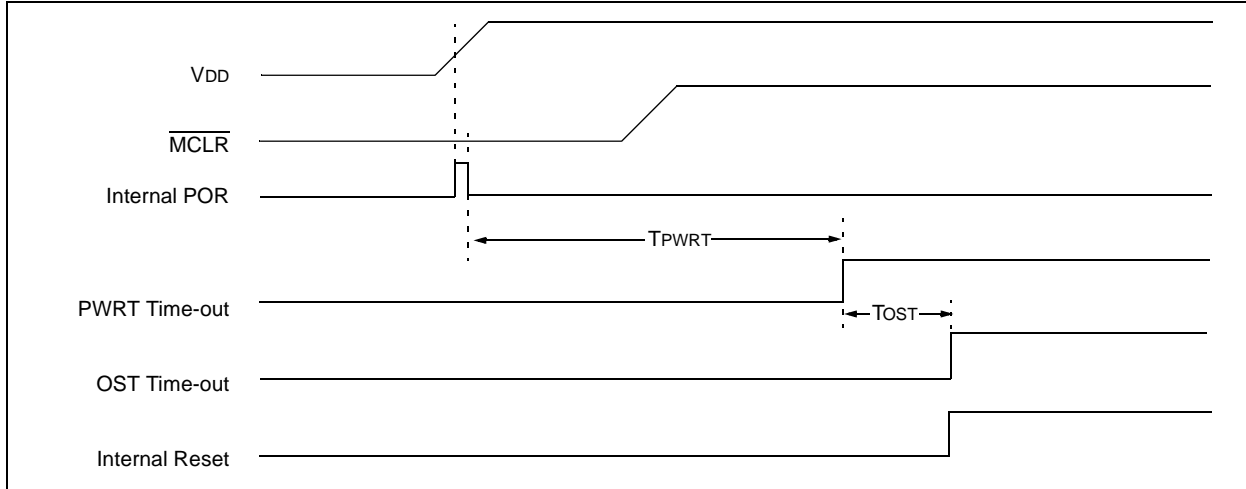 VDD
MCLR
Internal POR
TPWRT
PWRT Time-out
TOST
OST Time-out
Internal Reset